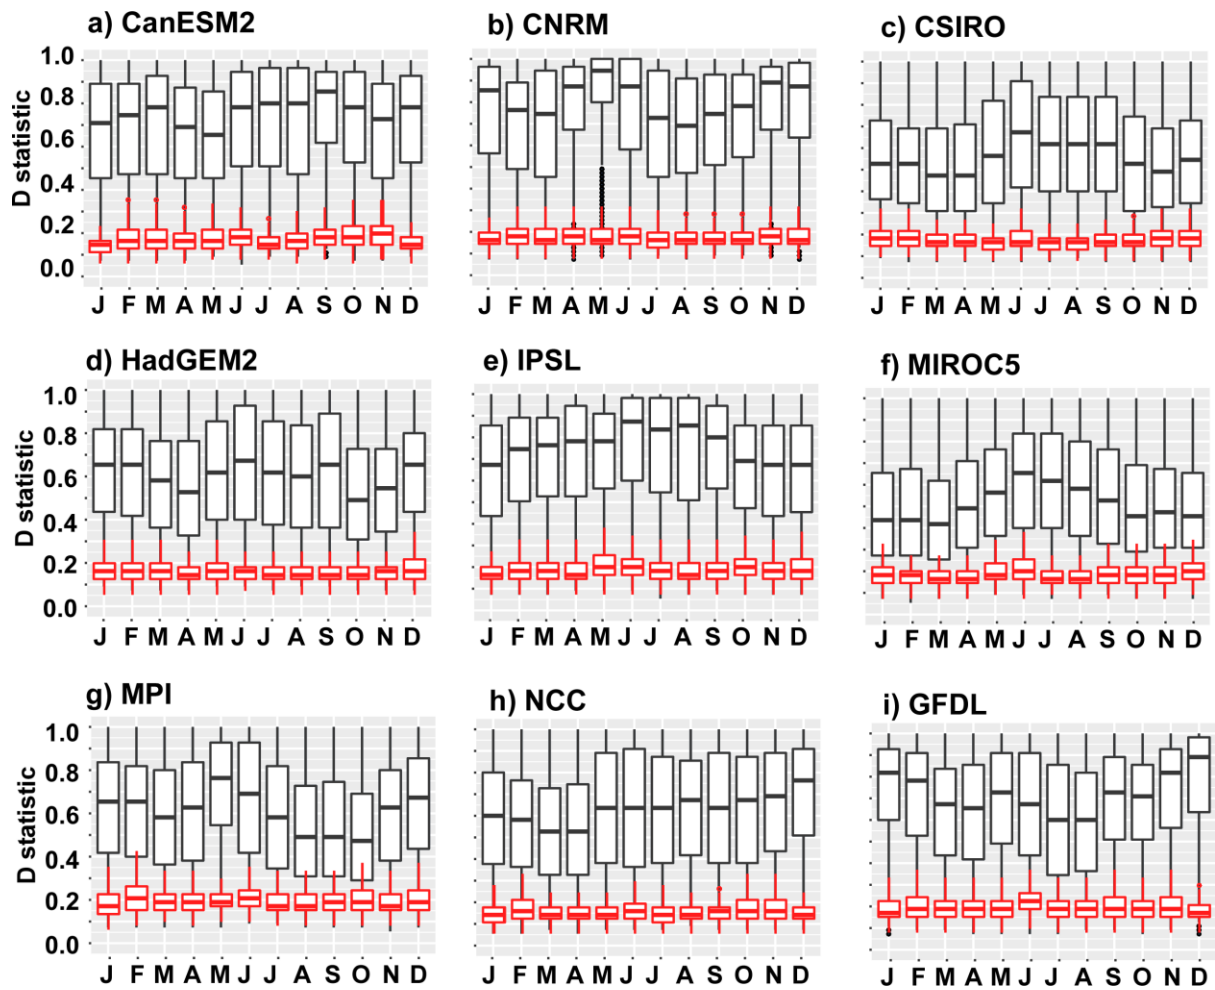 a) CanESM2
b) CNRM
c) CSIRO
D statistic
1.0
0.8
0.6
0.4
0.2
0.0
J F M A M J J A S O N D
J F M A M J J A S O N D
J F M A M J J A S O N D
d) HadGEM2
e) IPSL
f) MIROC5
D statistic
1.0
0.8
0.6
0.4
0.2
0.0
J F M A M J J A S O N D
J F M A M J J A S O N D
J F M A M J J A S O N D
g) MPI
h) NCC
i) GFDL
D statistic
1.0
0.8
0.6
0.4
0.2
0.0
J F M A M J J A S O N D
J F M A M J J A S O N D
J F M A M J J A S O N D